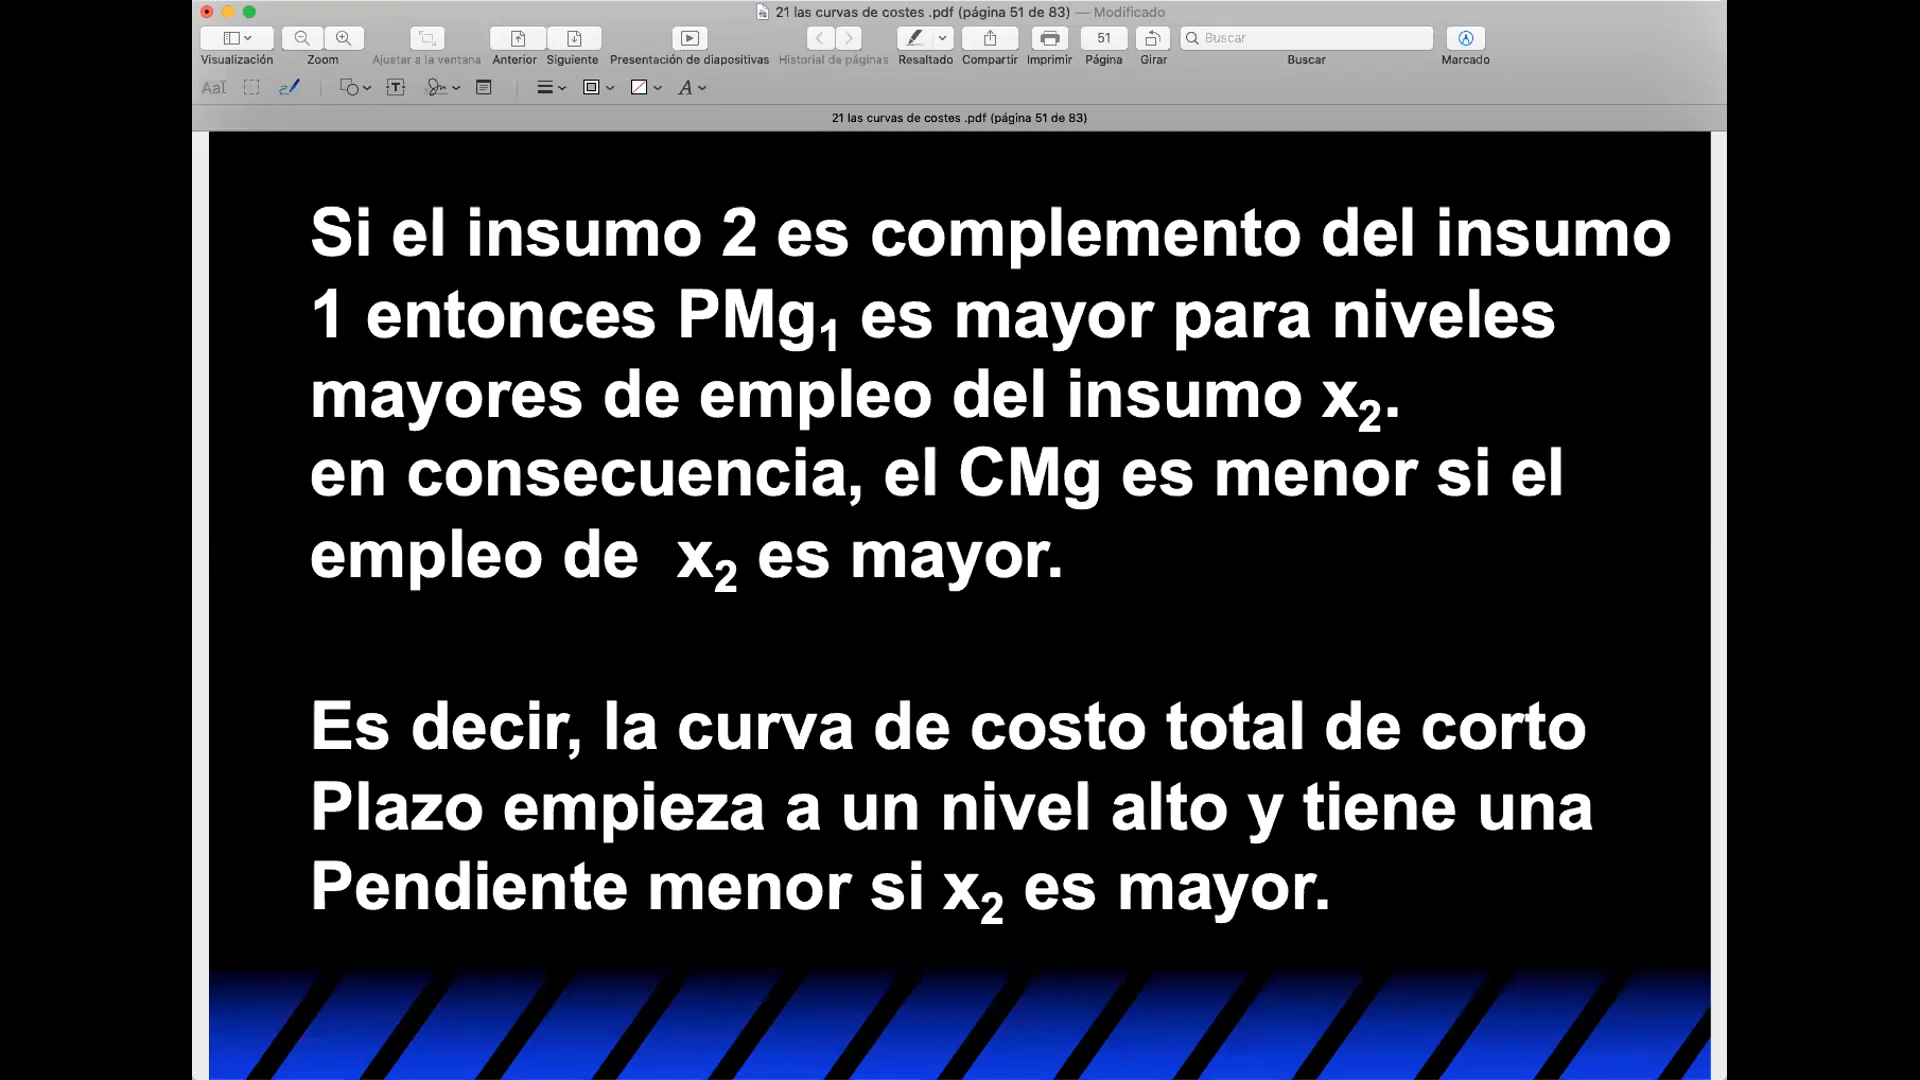 21 las curvas de costes .pdf (página 51 de 83) — Modificado
51
Buscar
Visualización Zoom Ajustar a la ventana Anterior Siguiente Presentación de diapositivas Historial de páginas Resaltado Compartir Imprimir Página Girar Buscar Marcado
21 las curvas de costes .pdf (página 51 de 83)
Si el insumo 2 es complemento del insumo
1 entonces PMg₁ es mayor para niveles
mayores de empleo del insumo x₂.
en consecuencia, el CMg es menor si el
empleo de x₂ es mayor.
Es decir, la curva de costo total de corto
Plazo empieza a un nivel alto y tiene una
Pendiente menor si x₂ es mayor.